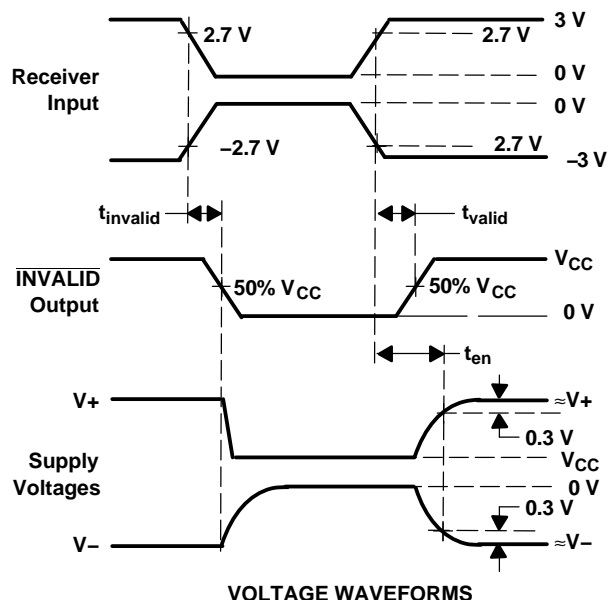 3 V
2.7 V
2.7 V
Receiver
Input
0 V
0 V
–2.7 V
2.7 V
–3 V
tinvalid
tvalid
INVALID
Output
VCC
50% VCC
50% VCC
0 V
ten
V+
≈V+
0.3 V
Supply
Voltages
VCC
0 V
0.3 V
V–
≈V–
VOLTAGE WAVEFORMS